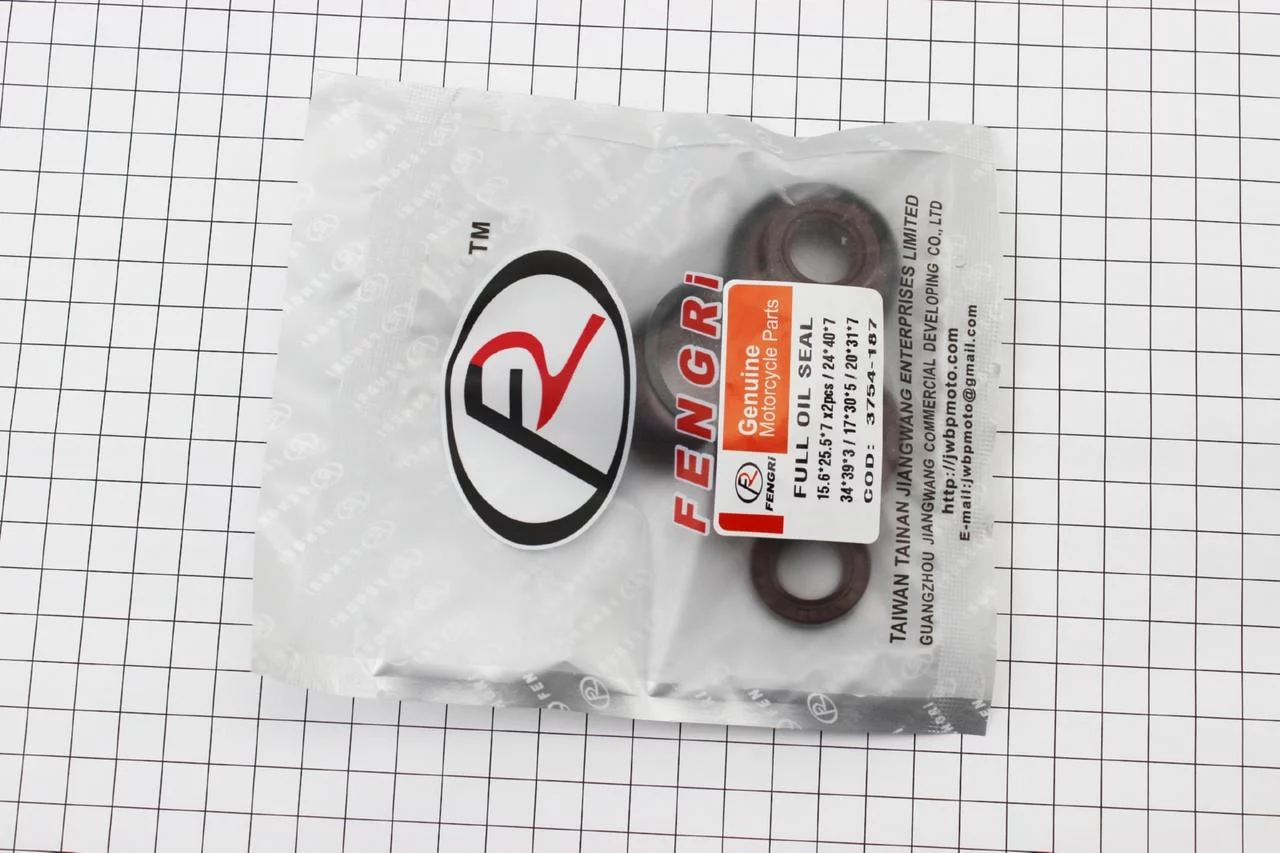 TM
FENGRi
Genuine
Motorcycle Parts
FENGRi
FULL OIL SEAL
15.6*25.5*7 x2pcs / 24*40*7
34*39*3 / 17*30*5 / 20*31*7
COD: 3754-187
TAIWAN TAINAN JIANGWANG ENTERPRISES LIMITED
GUANGZHOU JIANGWANG COMMERCIAL DEVELOPING CO., LTD
http://jwbpmoto.com
E-mail:jwbpmoto@gmail.com